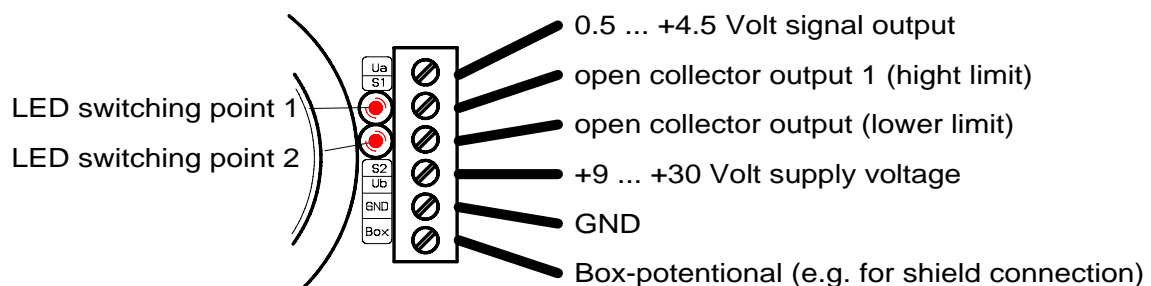 0.5 ... +4.5 Volt signal output
Ua
S1
open collector output 1 (hight limit)
LED switching point 1
open collector output (lower limit)
LED switching point 2
S2
Ub
+9 ... +30 Volt supply voltage
GND
GND
Box
Box-potentional (e.g. for shield connection)